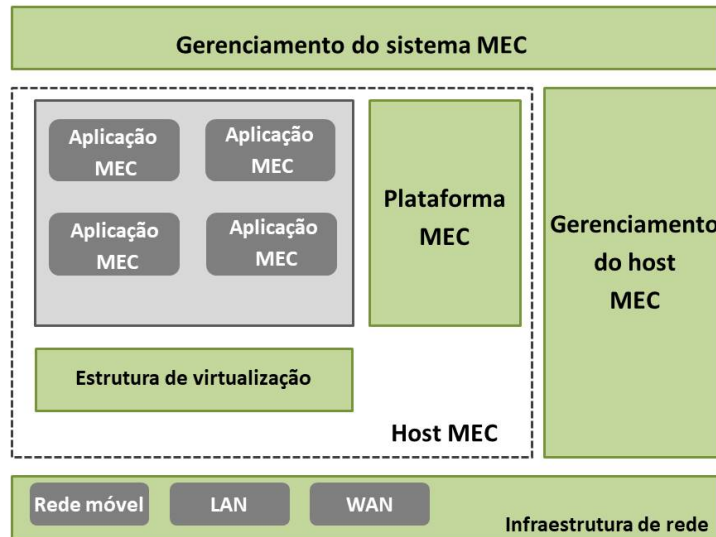 Gerenciamento do sistema MEC
Aplicação
MEC
Aplicação
MEC
Aplicação
MEC
Aplicação
MEC
Plataforma
MEC
Gerenciamento
do host
MEC
Estrutura de virtualização
Host MEC
Rede móvel
LAN
WAN
Infraestrutura de rede